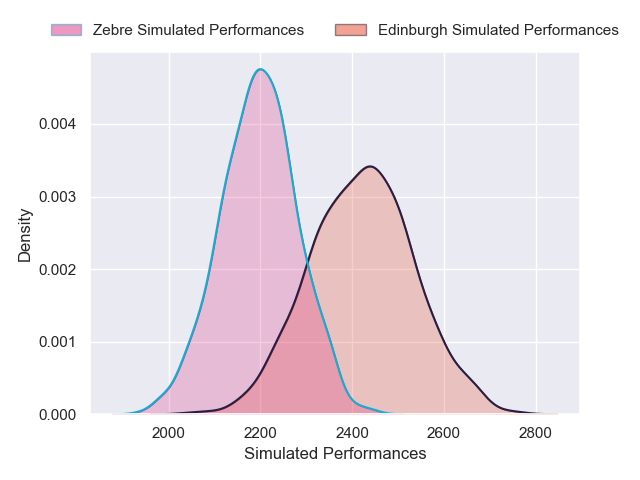 Zebre Simulated Performances Edinburgh Simulated Performances
0.004
0.003
0.002
0.001
0.000
Density
2000 2200 2400 2600 2800
Simulated Performances